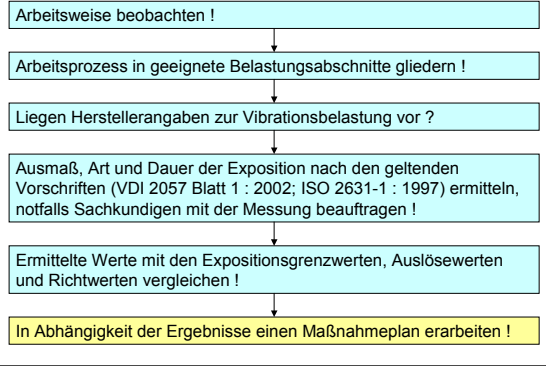 Arbeitsweise beobachten !
Arbeitsprozess in geeignete Belastungsabschnitte gliedern !
Liegen Herstellerangaben zur Vibrationsbelastung vor ?
Ausmaß, Art und Dauer der Exposition nach den geltenden
Vorschriften (VDI 2057 Blatt 1 : 2002; ISO 2631-1 : 1997) ermitteln,
notfalls Sachkundigen mit der Messung beauftragen !
Ermittelte Werte mit den Expositionsgrenzwerten, Auslösewerten
und Richtwerten vergleichen !
In Abhängigkeit der Ergebnisse einen Maßnahmeplan erarbeiten !